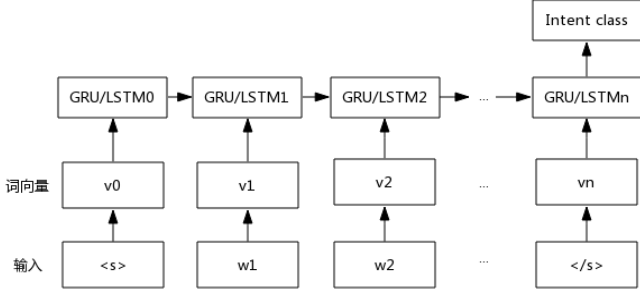 Intent class
GRU/LSTM0 GRU/LSTM1 GRU/LSTM2 ... GRU/LSTMn
词向量 v0 v1 v2 ... vn
输入 <s> w1 w2 ... </s>